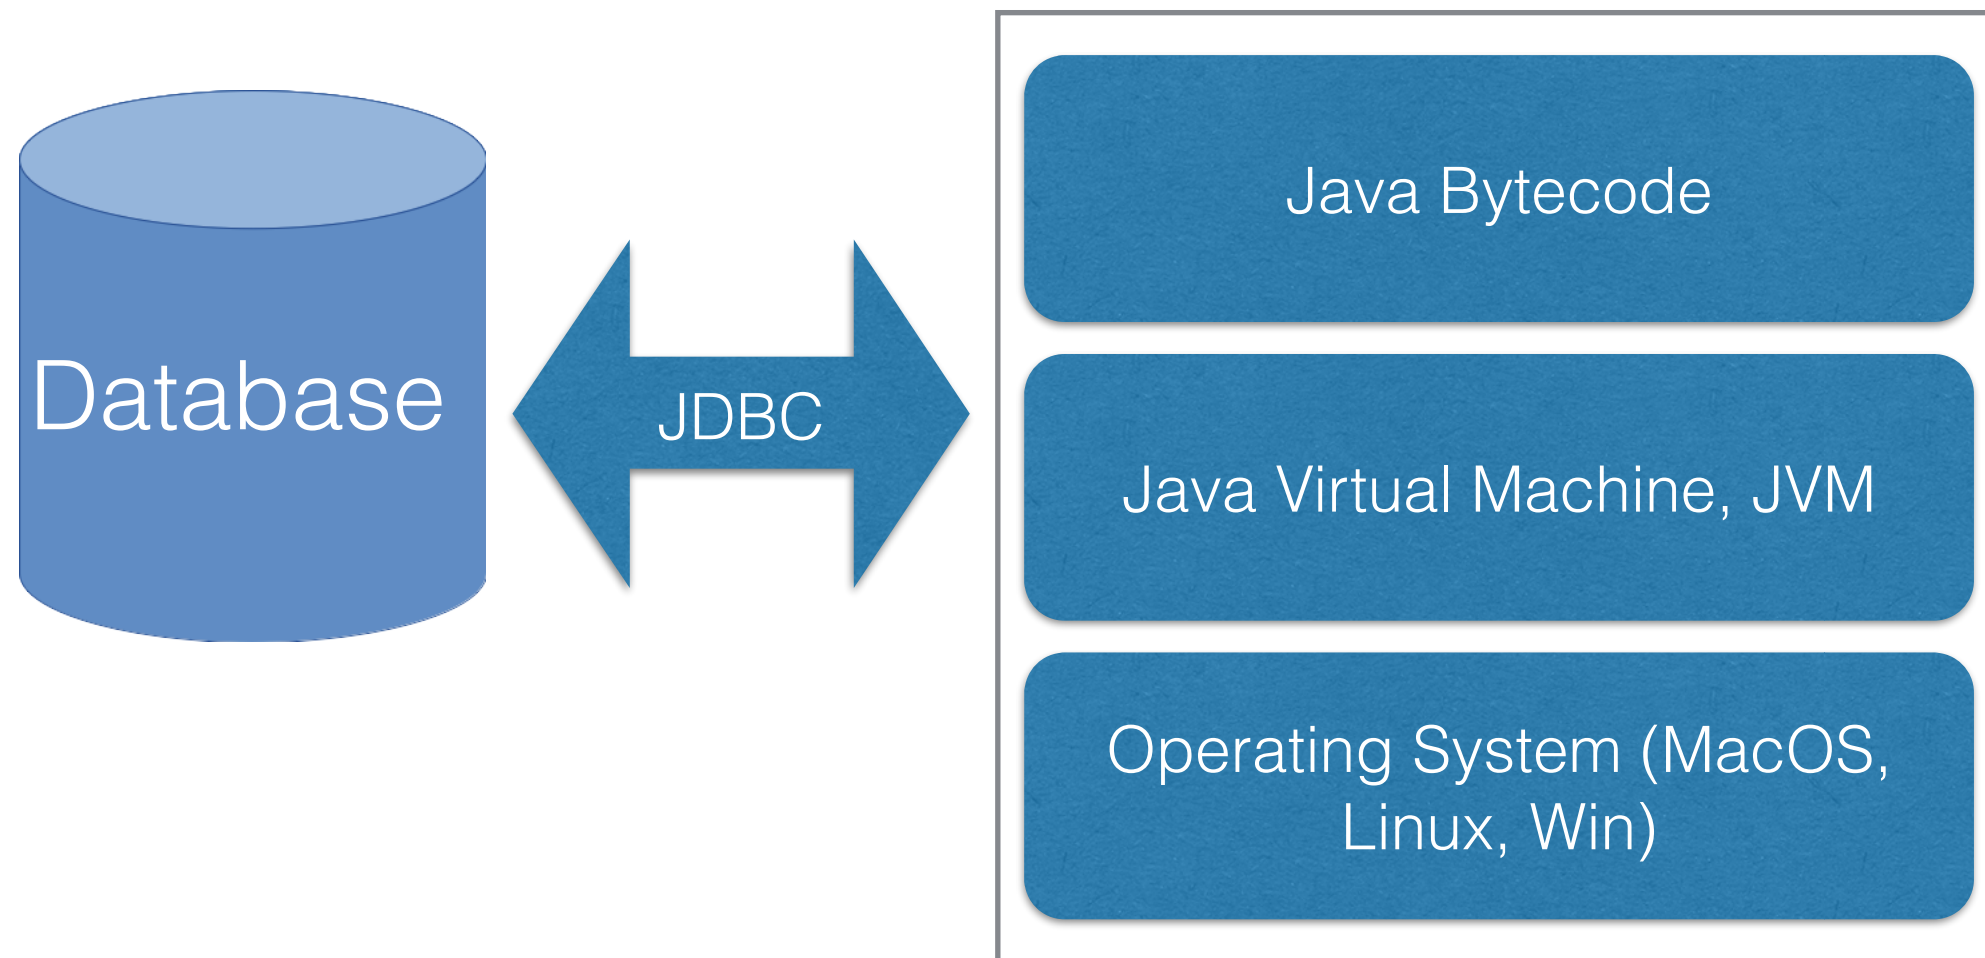 Database
JDBC
Java Bytecode
Java Virtual Machine, JVM
Operating System (MacOS,
Linux, Win)